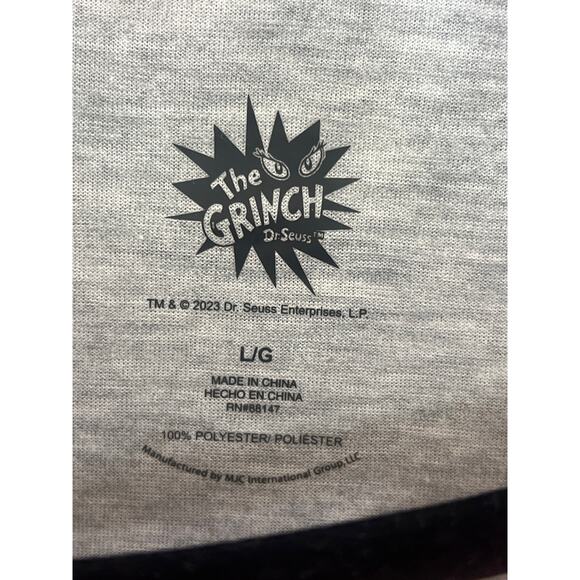 The
GRINCH
Dr. Seuss™
TM & © 2023 Dr. Seuss Enterprises, L.P.
L/G
MADE IN CHINA
HECHO EN CHINA
RN#88147
100% POLYESTER/ POLIÉSTER
Manufactured by MJC International Group, LLC